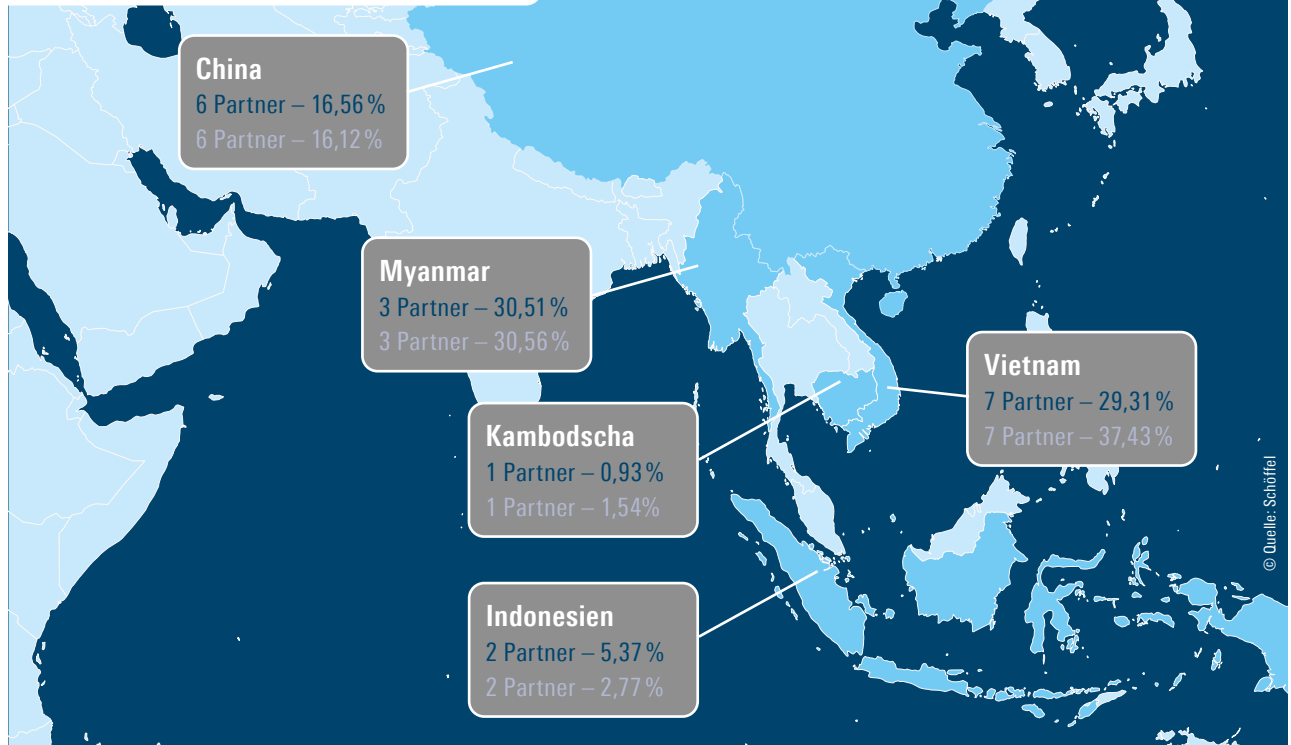 China
6 Partner – 16,56 %
6 Partner – 16,12 %
Myanmar
3 Partner – 30,51 %
3 Partner – 30,56 %
Vietnam
7 Partner – 29,31 %
7 Partner – 37,43 %
Kambodscha
1 Partner – 0,93 %
1 Partner – 1,54%
Indonesien
2 Partner – 5,37 %
2 Partner – 2,77 %
© Quelle: Schöffel